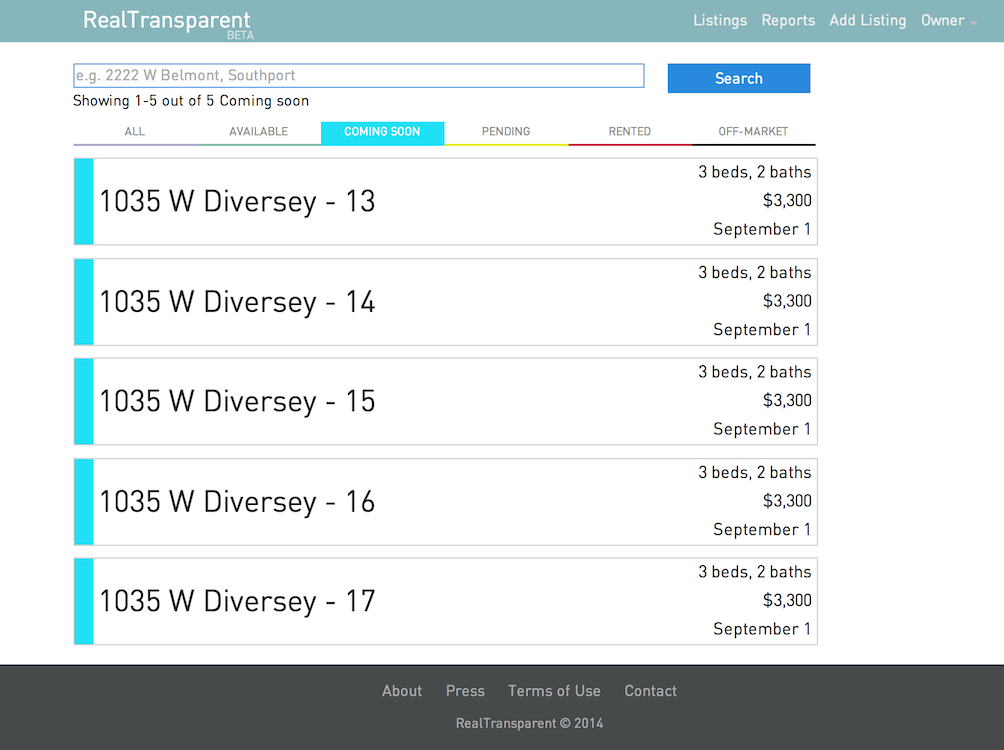 RealTransparent
BETA
Listings Reports Add Listing Owner
e.g. 2222 W Belmont, Southport
Search
Showing 1-5 out of 5 Coming soon
ALL AVAILABLE COMING SOON PENDING RENTED OFF-MARKET
1035 W Diversey - 13
3 beds, 2 baths
$3,300
September 1
1035 W Diversey - 14
3 beds, 2 baths
$3,300
September 1
1035 W Diversey - 15
3 beds, 2 baths
$3,300
September 1
1035 W Diversey - 16
3 beds, 2 baths
$3,300
September 1
1035 W Diversey - 17
3 beds, 2 baths
$3,300
September 1
About Press Terms of Use Contact
RealTransparent © 2014